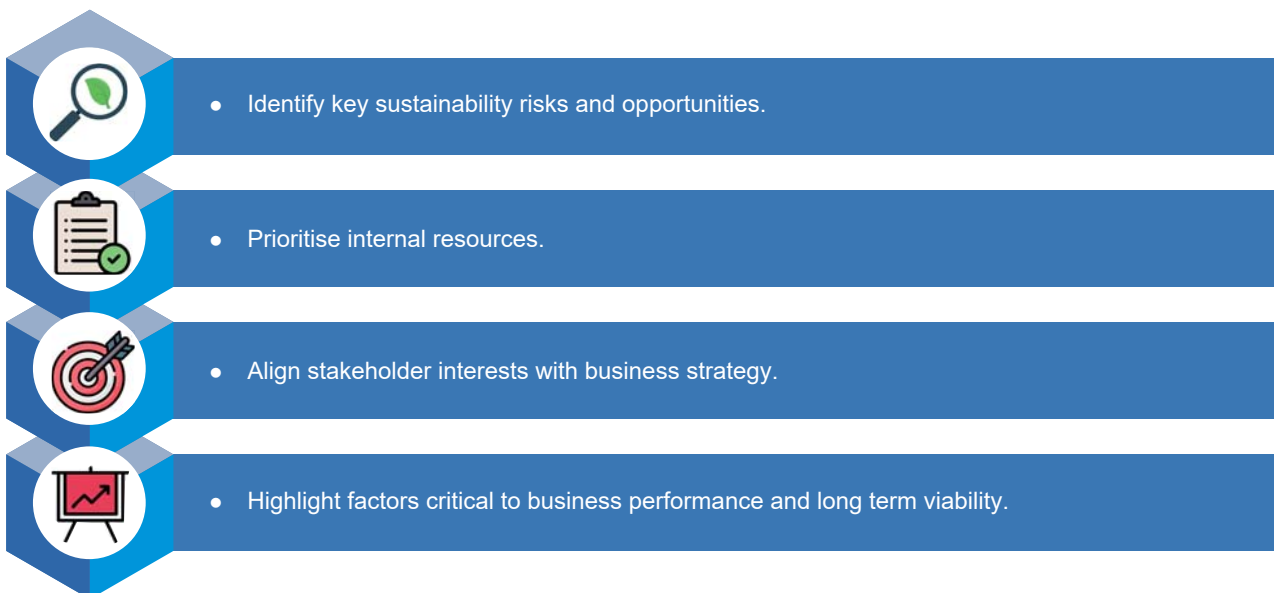 ● Identify key sustainability risks and opportunities.
● Prioritise internal resources.
● Align stakeholder interests with business strategy.
● Highlight factors critical to business performance and long term viability.